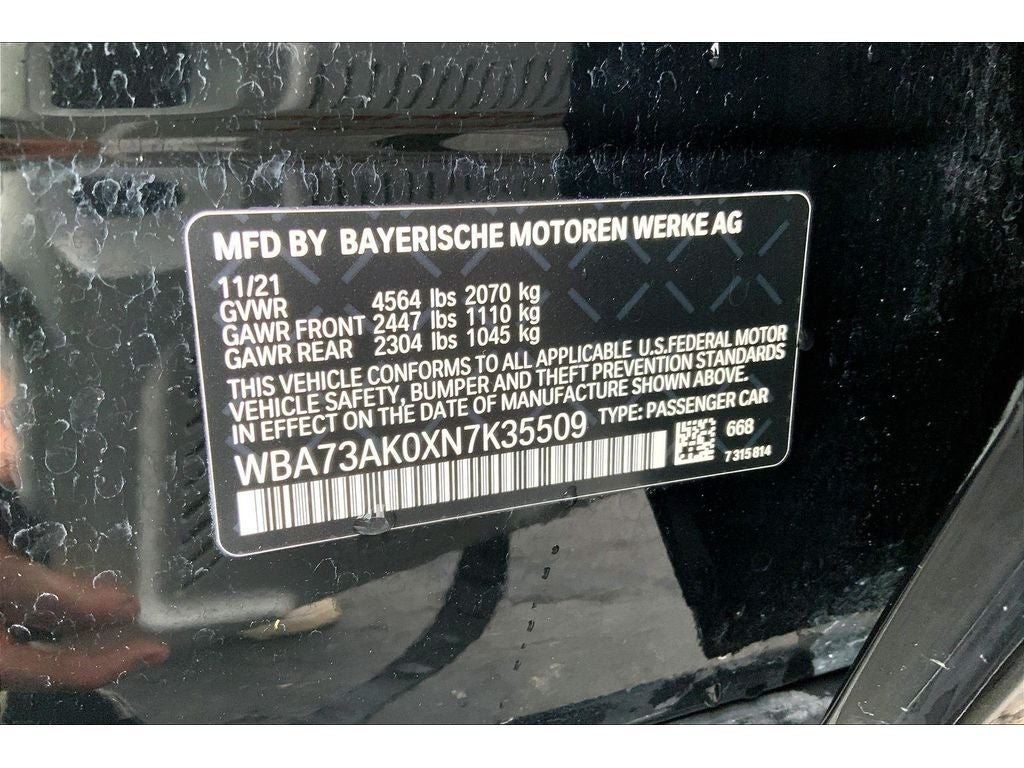 MFD BY BAYERISCHE MOTOREN WERKE AG
11/21
GVWR 4564 lbs 2070 kg
GAWR FRONT 2447 lbs 1110 kg
GAWR REAR 2304 lbs 1045 kg
THIS VEHICLE CONFORMS TO ALL APPLICABLE U.S.FEDERAL MOTOR
VEHICLE SAFETY, BUMPER AND THEFT PREVENTION STANDARDS
IN EFFECT ON THE DATE OF MANUFACTURE SHOWN ABOVE.
WBA73AK0XN7K35509 TYPE: PASSENGER CAR
668
7315814